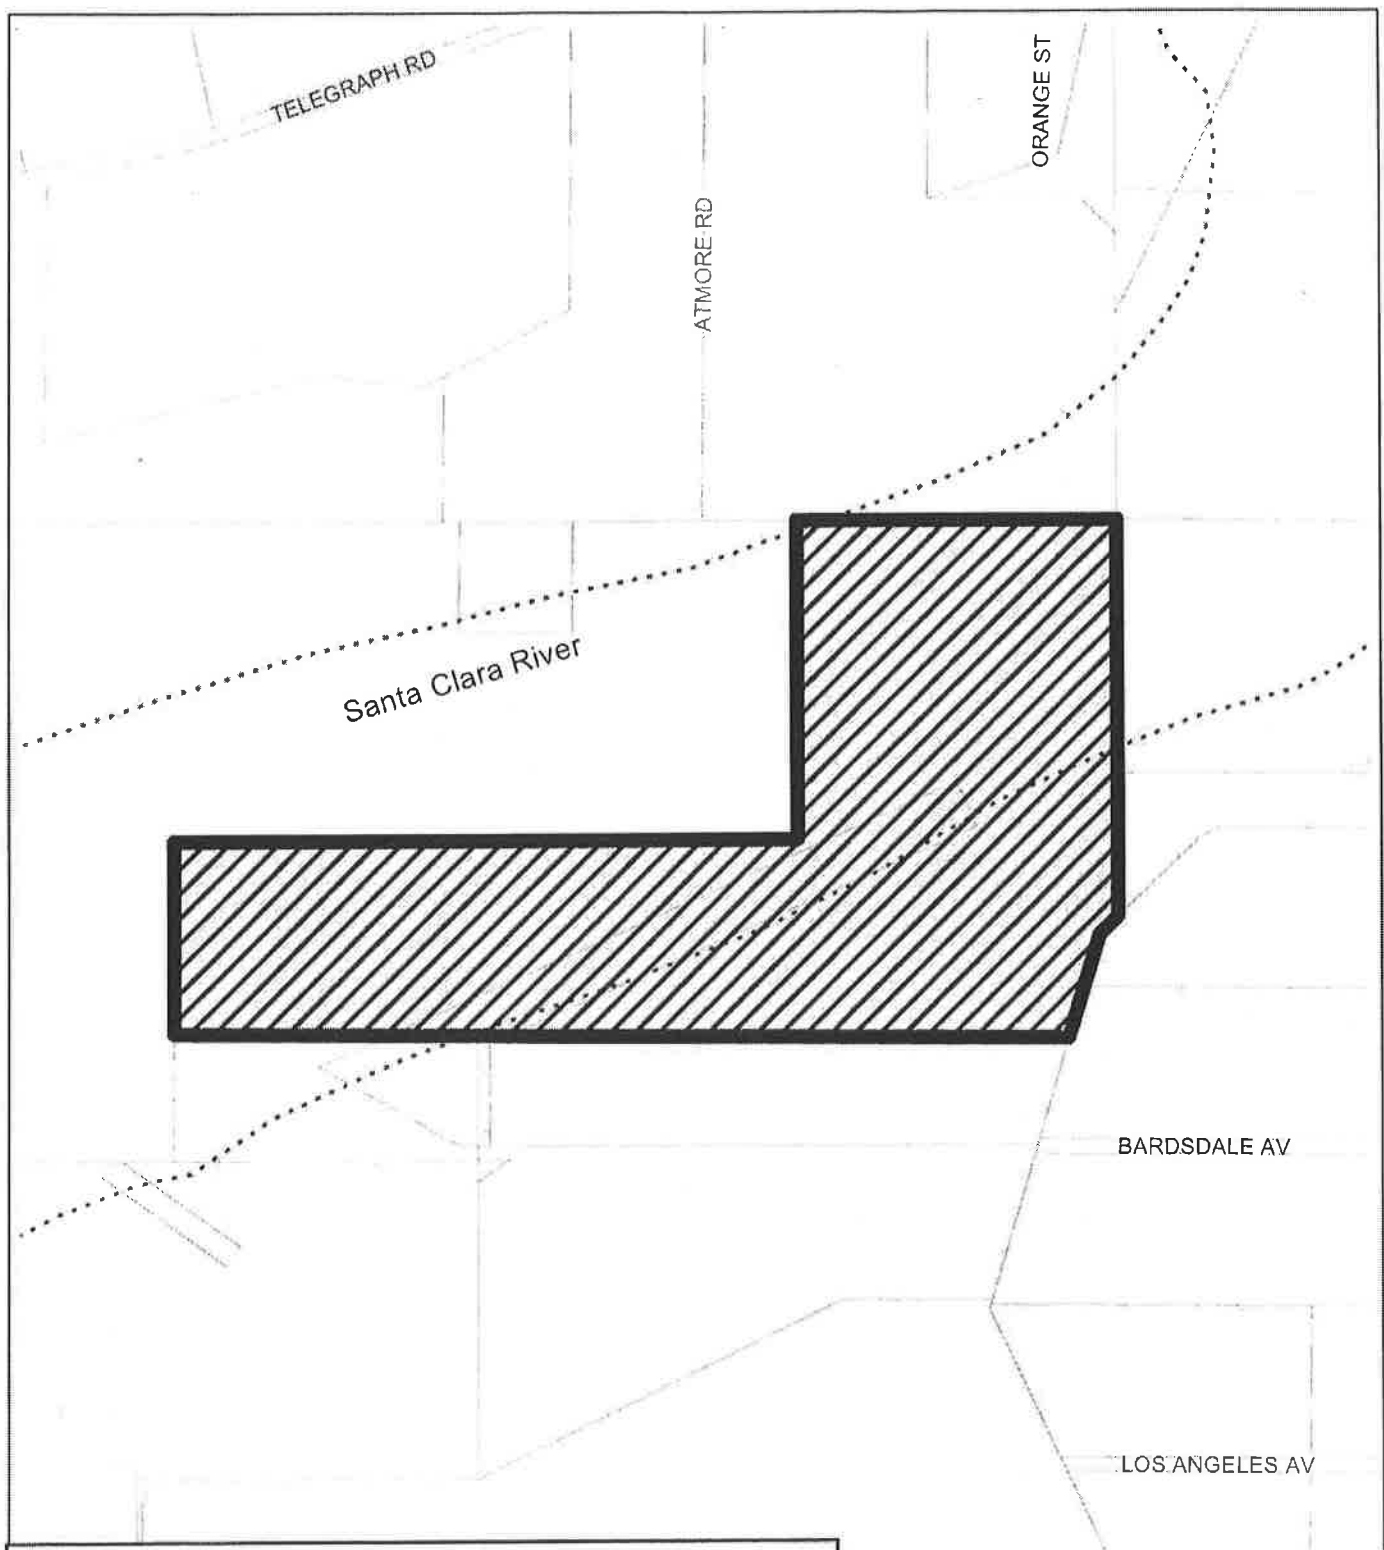 TELEGRAPH RD
ORANGE ST
ATMORE RD
Santa Clara River
BARDSDALE AV
LOS ANGELES AV